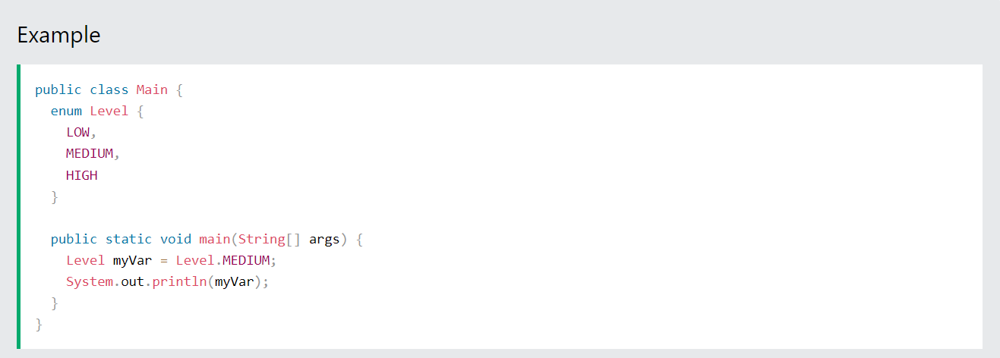 Example
public class Main {
  enum Level {
    LOW,
    MEDIUM,
    HIGH
  }

  public static void main(String[] args) {
    Level myVar = Level.MEDIUM;
    System.out.println(myVar);
  }
}